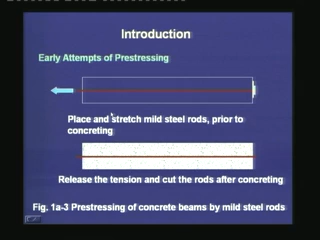 Introduction
Early Attempts of Prestressing
Place and stretch mild steel rods, prior to
concreting
Release the tension and cut the rods after concreting
Fig. 1a-3 Prestressing of concrete beams by mild steel rods